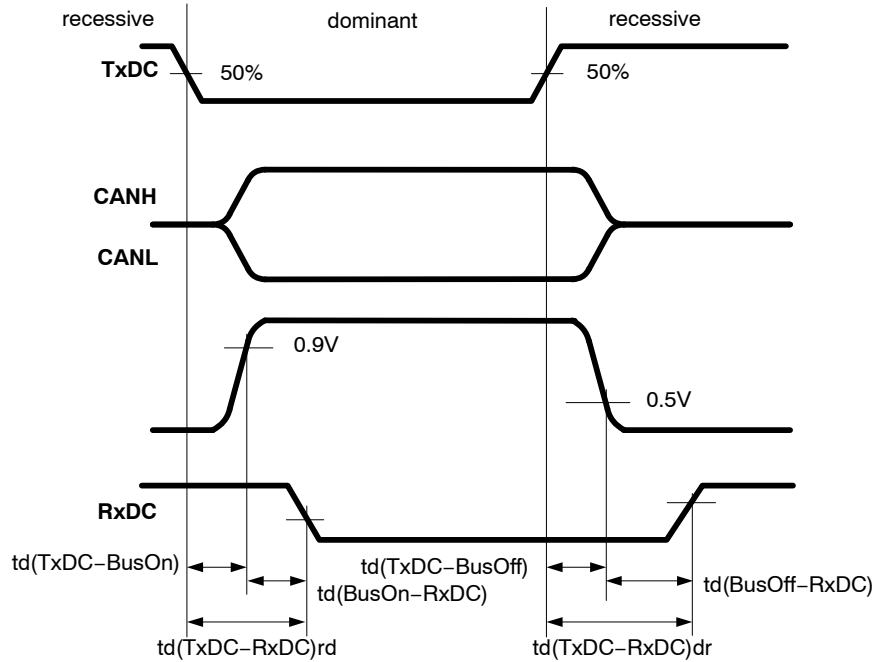 recessive
dominant
recessive
TxDC
50%
50%
CANH
CANL
0.9V
0.5V
RxDC
td(TxDC−BusOn)
td(TxDC−BusOff)
td(BusOn−RxDC)
td(BusOff−RxDC)
td(TxDC−RxDC)rd
td(TxDC−RxDC)dr